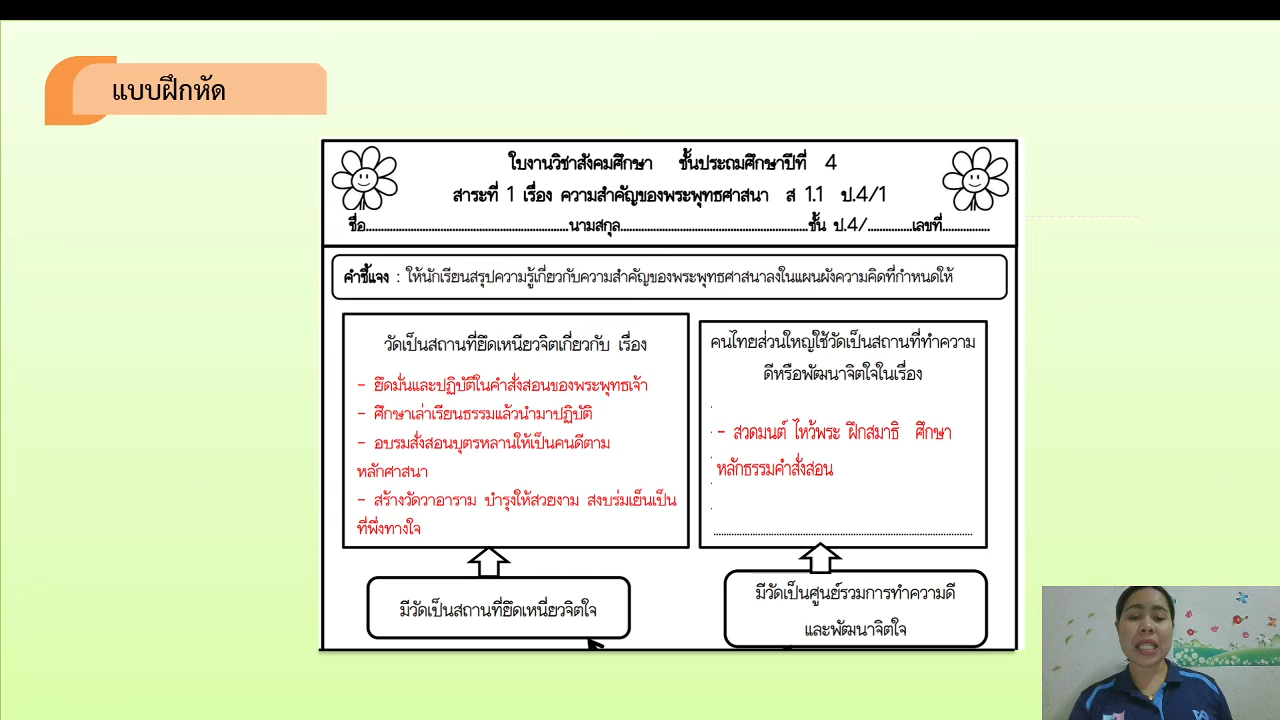 แบบฝึกหัด
ใบงานวิชาสังคมศึกษา ชั้นประถมศึกษาปีที่ 4
สาระที่ 1 เรื่อง ความสำคัญของพระพุทธศาสนา ส 1.1 ป.4/1
ชื่อ........................................................นามสกุล....................................................ชั้น ป.4/............เลขที่.............
คำชี้แจง : ให้นักเรียนสรุปความรู้เกี่ยวกับความสำคัญของพระพุทธศาสนาลงในแผนผังความคิดที่กำหนดให้
วัดเป็นสถานที่ยึดเหนียวจิตเกี่ยวกับ เรื่อง
- ยึดมั่นและปฏิบัติในคำสั่งสอนของพระพุทธเจ้า
- ศึกษาเล่าเรียนธรรมแล้วนำมาปฏิบัติ
- อบรมสั่งสอนบุตรหลานให้เป็นคนดีตาม
หลักศาสนา
- สร้างวัดวาอาราม บำรุงให้สวยงาม สงบร่มเย็นเป็น
ที่พึ่งทางใจ
มีวัดเป็นสถานที่ยึดเหนี่ยวจิตใจ
คนไทยส่วนใหญ่ใช้วัดเป็นสถานที่ทำความ
ดีหรือพัฒนาจิตใจในเรื่อง
- สวดมนต์ ไหว้พระ ฝึกสมาธิ ศึกษา
หลักธรรมคำสั่งสอน
มีวัดเป็นศูนย์รวมการทำความดี
และพัฒนาจิตใจ